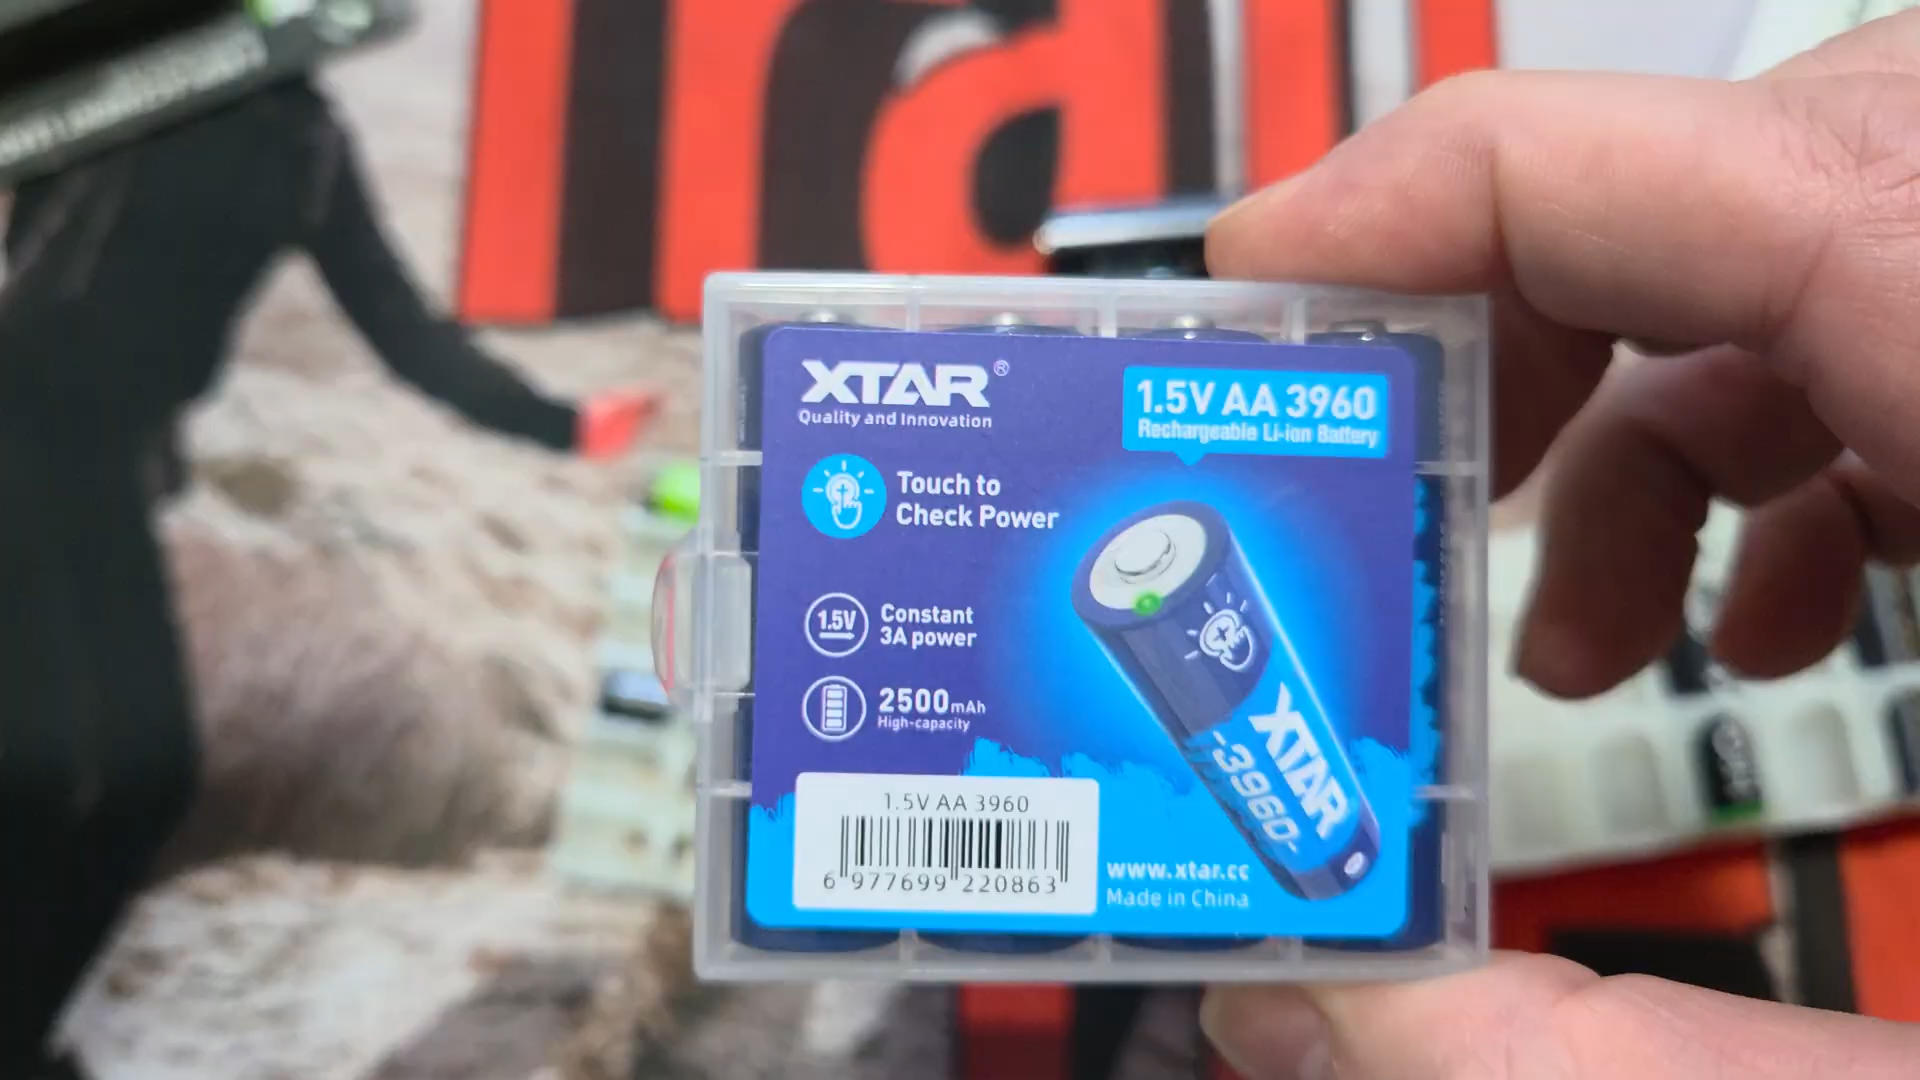 XTAR®
Quality and Innovation
1.5V AA 3960
Rechargeable Li-ion Battery
Touch to
Check Power
1.5V
Constant
3A power
2500mAh
High-capacity
XTAR
-3960-
1.5V AA 3960
6 977699 220863
www.xtar.cc
Made in China